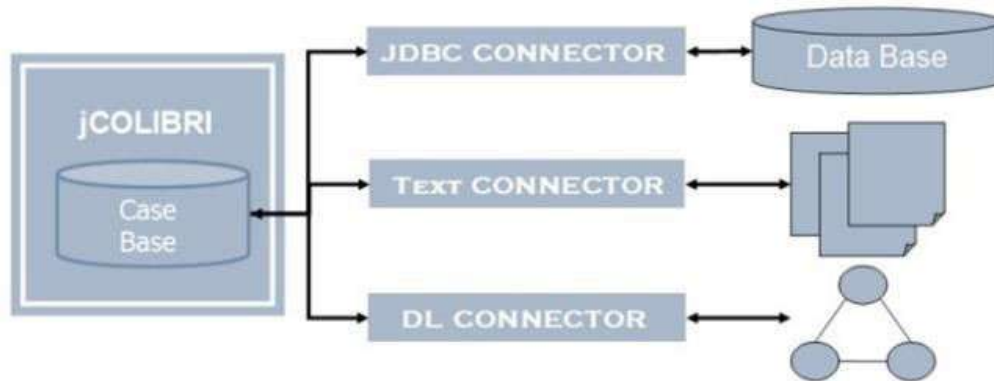 JDBC CONNECTOR
Data Base
jCOLIBRI
Case
Base
TEXT CONNECTOR
DL CONNECTOR